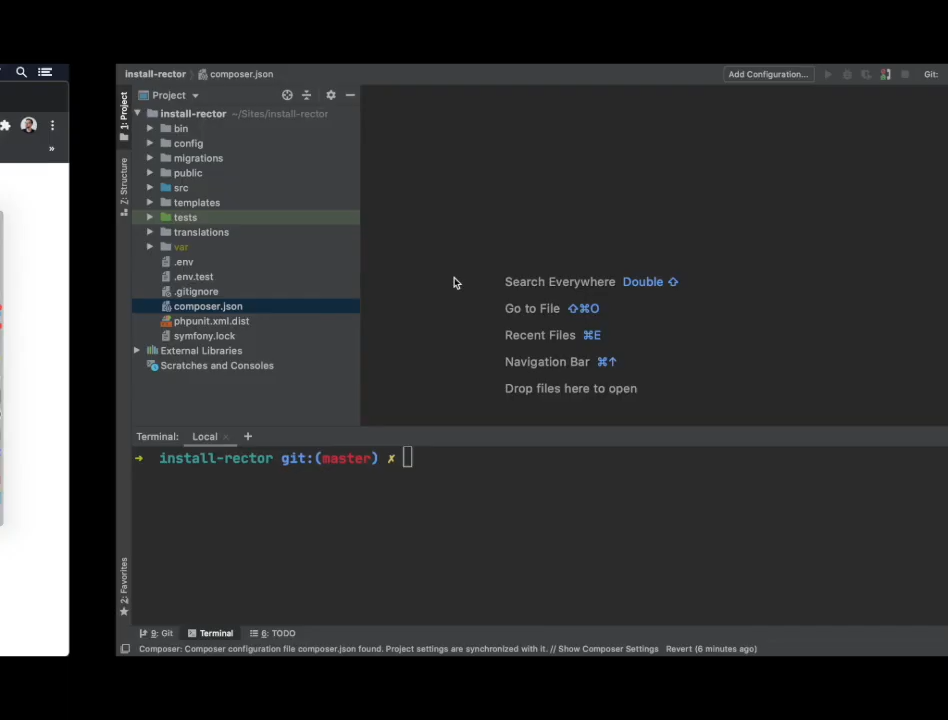 install-rector composer.json
Add Configuration...
Git:
1: Project
Project
install-rector ~/Sites/install-rector
bin
config
migrations
public
Z: Structure
src
templates
tests
translations
var
.env
.env.test
.gitignore
composer.json
phpunit.xml.dist
symfony.lock
External Libraries
Scratches and Consoles
Search Everywhere Double ⇧
Go to File ⇧⌘O
Recent Files ⌘E
Navigation Bar ⌘↑
Drop files here to open
Terminal: Local × +
➜ install-rector git:(master) ✗
2: Favorites
9: Git Terminal 6: TODO
Composer: Composer configuration file composer.json found. Project settings are synchronized with it. // Show Composer Settings Revert (6 minutes ago)